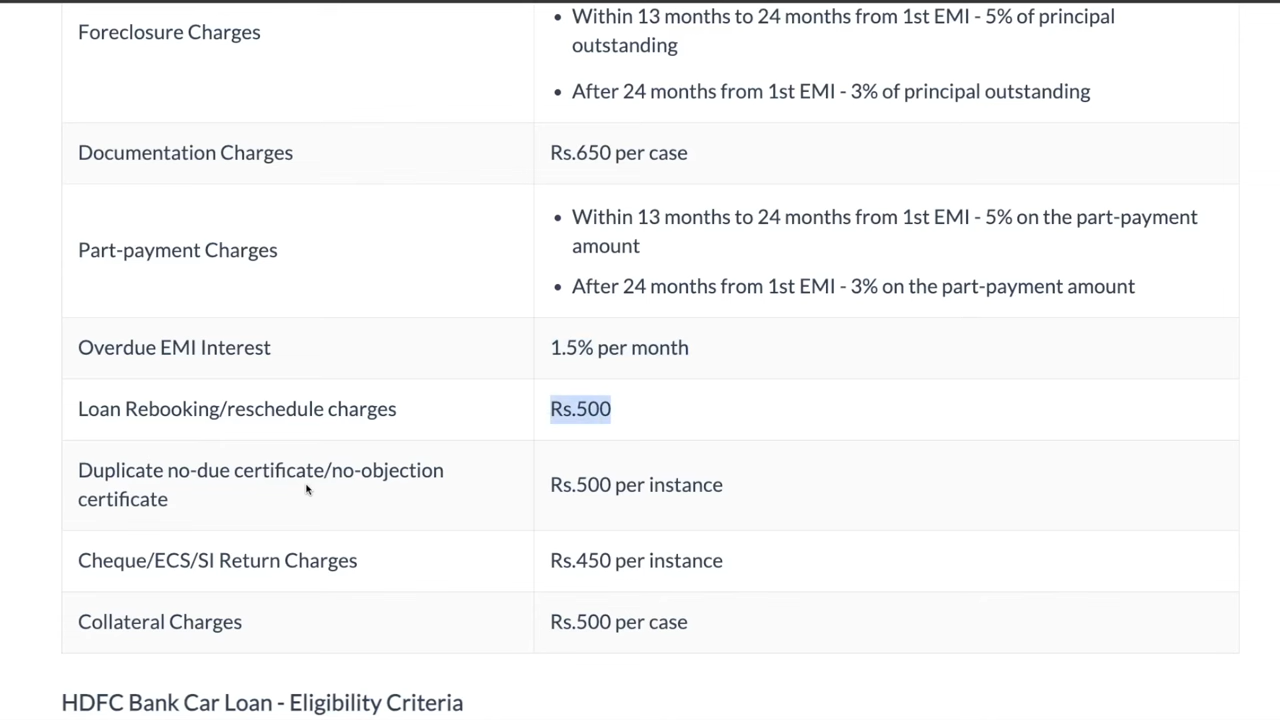 Foreclosure Charges
Within 13 months to 24 months from 1st EMI - 5% of principal
outstanding
After 24 months from 1st EMI - 3% of principal outstanding
Documentation Charges
Rs.650 per case
Part-payment Charges
Within 13 months to 24 months from 1st EMI - 5% on the part-payment
amount
After 24 months from 1st EMI - 3% on the part-payment amount
Overdue EMI Interest
1.5% per month
Loan Rebooking/reschedule charges
Rs.500
Duplicate no-due certificate/no-objection
certificate
Rs.500 per instance
Cheque/ECS/SI Return Charges
Rs.450 per instance
Collateral Charges
Rs.500 per case
HDFC Bank Car Loan - Eligibility Criteria